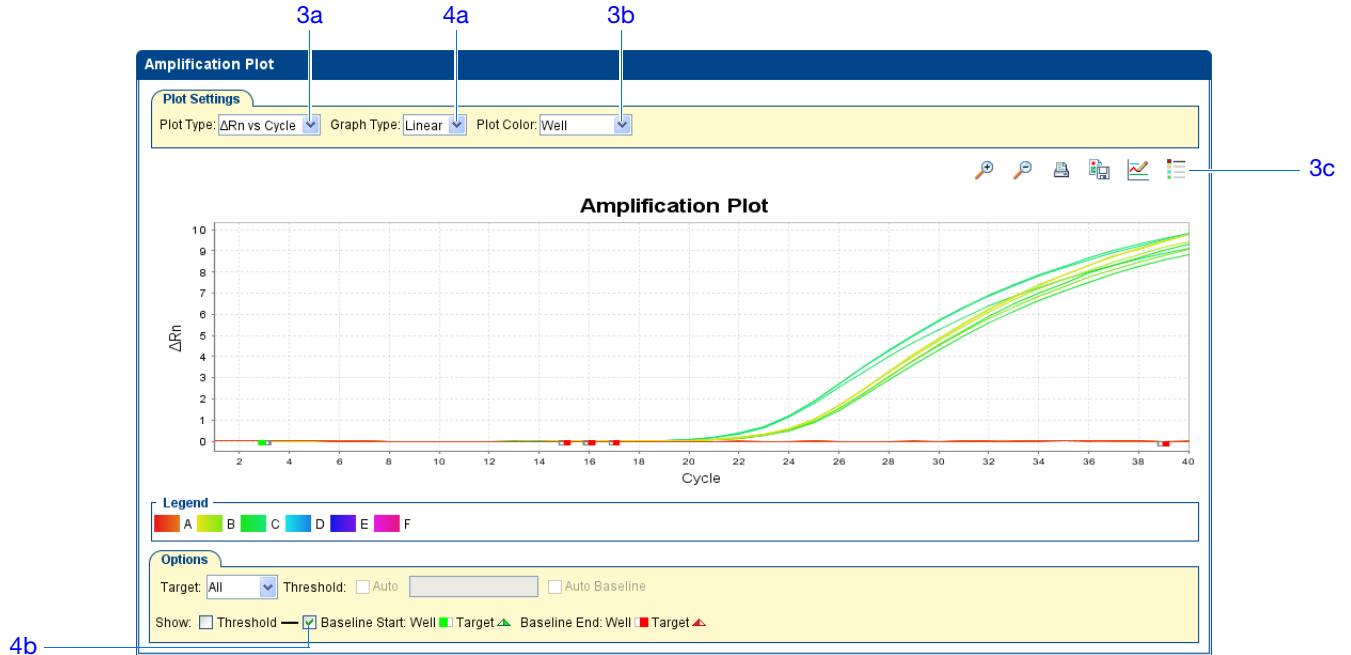 3a 4a 3b
Amplification Plot
Plot Settings
Plot Type: ΔRn vs Cycle Graph Type: Linear Plot Color: Well
3c
Amplification Plot
10
9
8
7
6
5
4
3
2
1
0
ΔRn
2 4 6 8 10 12 14 16 18 20 22 24 26 28 30 32 34 36 38 40
Cycle
Legend
A B C D E F
Options
Target: All Threshold: Auto Auto Baseline
Show: Threshold Baseline Start: Well Target Baseline End: Well Target
4b